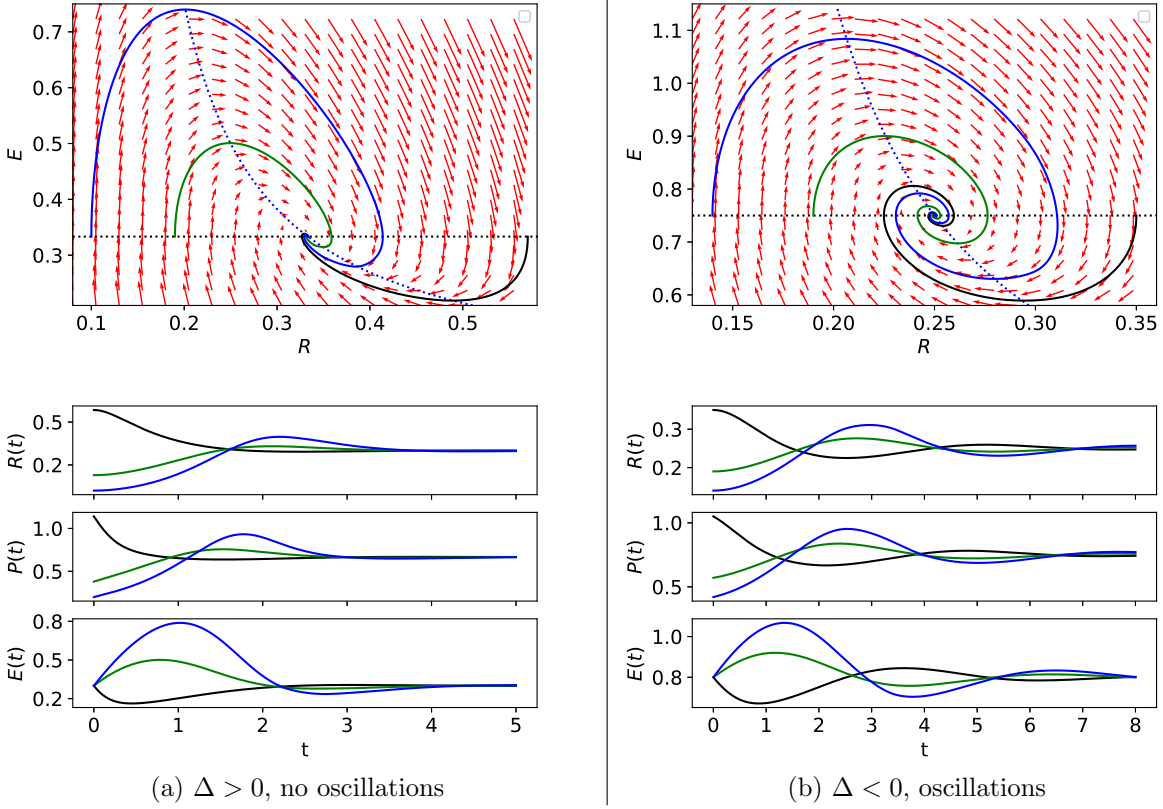 0.7
0.6
0.5
0.4
0.3
E
0.1 0.2 0.3 0.4 0.5
R
0.5
0.2
R(t)
1.0
0.5
P(t)
0.8
0.5
0.2
E(t)
0 1 2 3 4 5
t
(a) Δ > 0, no oscillations
1.1
1.0
0.9
0.8
0.7
0.6
E
0.15 0.20 0.25 0.30 0.35
R
0.3
0.2
R(t)
1.0
0.5
P(t)
1.0
0.8
E(t)
0 1 2 3 4 5 6 7 8
t
(b) Δ < 0, oscillations